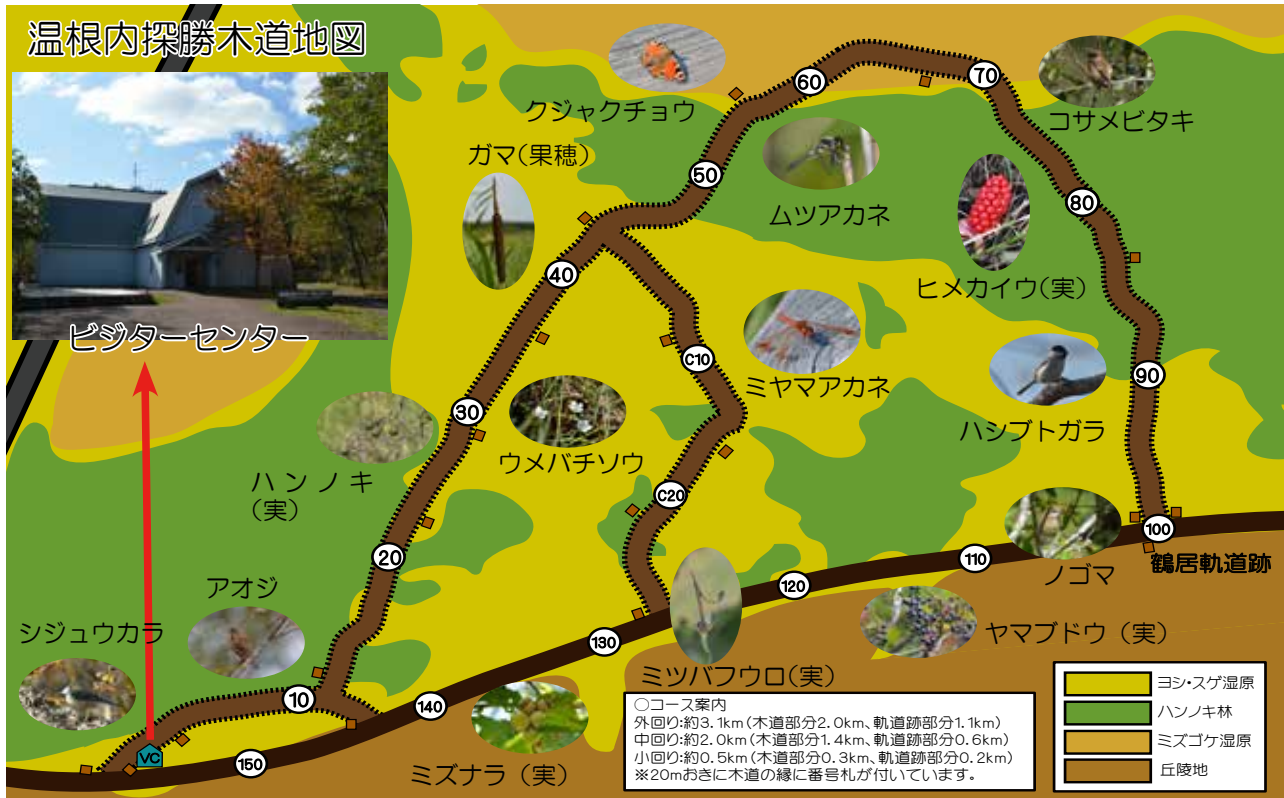 温根内探勝木道地図
ビジターセンター
クジャクチョウ
ガマ(果穂)
コサメビタキ
ムツアカネ
ヒメカイウ(実)
ミヤマアカネ
ハシブトガラ
ウメバチソウ
ハンノキ
(実)
アオジ
シジュウカラ
ノゴマ
鶴居軌道跡
ヤマブドウ(実)
ミツバフウロ(実)
ミズナラ(実)
VC
10
20
30
40
50
60
70
80
90
100
110
120
130
140
150
C10
C20
○コース案内
外回り:約3.1km(木道部分2.0km、軌道跡部分1.1km)
中回り:約2.0km(木道部分1.4km、軌道跡部分0.6km)
小回り:約0.5km(木道部分0.3km、軌道跡部分0.2km)
※20mおきに木道の縁に番号札が付いています。
ヨシ・スゲ湿原
ハンノキ林
ミズゴケ湿原
丘陵地